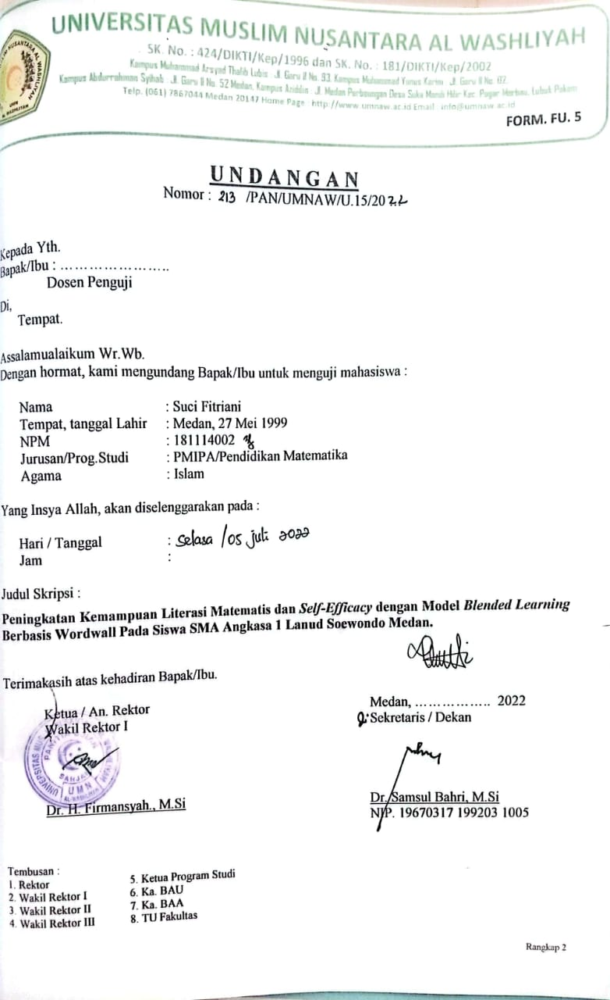 UNIVERSITAS MUSLIM NUSANTARA AL WASHLIYAH
SK. No. : 424/DIKTI/Kep/1996 dan SK. No. : 181/DIKTI/Kep/2002
Kampus Muhammad Arsyad Thalib Lubis : Jl. Garu II No. 93, Kampus Muhammad Yunus Karim : Jl. Garu II No. 02,
Kampus Abdurrahman Syihab : Jl. Garu II No. 52 Medan, Kampus Aziddin : Jl. Medan Perbaungan Desa Suka Mandi Hilir Kec. Pagar Merbau, Lubuk Pakam
Telp. (061) 7867044 Medan 20147 Home Page : http://www.umnaw.ac.id Email : info@umnaw.ac.id
FORM. FU. 5
UNDANGAN
Nomor : 213 /PAN/UMNAW/U.15/2022
Kepada Yth.
Bapak/Ibu : ……………………
Dosen Penguji
Di,
Tempat.
Assalamualaikum Wr.Wb.
Dengan hormat, kami mengundang Bapak/Ibu untuk menguji mahasiswa :
Nama : Suci Fitriani
Tempat, tanggal Lahir : Medan, 27 Mei 1999
NPM : 181114002
Jurusan/Prog.Studi : PMIPA/Pendidikan Matematika
Agama : Islam
Yang Insya Allah, akan diselenggarakan pada :
Hari / Tanggal : Selasa /05 juli 2022
Jam :
Judul Skripsi :
Peningkatan Kemampuan Literasi Matematis dan Self-Efficacy dengan Model Blended Learning
Berbasis Wordwall Pada Siswa SMA Angkasa 1 Lanud Soewondo Medan.
Terimakasih atas kehadiran Bapak/Ibu.
Medan, ……………. 2022
Ketua / An. Rektor
Wakil Rektor I
Sekretaris / Dekan
UMN
Dr. H. Firmansyah., M.Si
Dr. Samsul Bahri, M.Si
NIP. 19670317 199203 1005
Tembusan :
1. Rektor
2. Wakil Rektor I
3. Wakil Rektor II
4. Wakil Rektor III
5. Ketua Program Studi
6. Ka. BAU
7. Ka. BAA
8. TU Fakultas
Rangkap 2